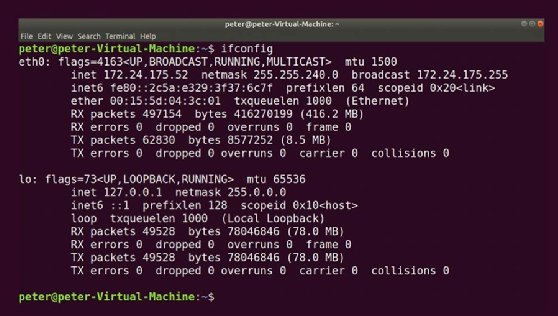 peter@peter-Virtual-Machine: ~
File Edit View Search Terminal Help
peter@peter-Virtual-Machine:~$ ifconfig
eth0: flags=4163<UP,BROADCAST,RUNNING,MULTICAST>  mtu 1500
        inet 172.24.175.52  netmask 255.255.240.0  broadcast 172.24.175.255
        inet6 fe80::2c5a:e329:3f37:6c7f  prefixlen 64  scopeid 0x20<link>
        ether 00:15:5d:04:3c:01  txqueuelen 1000  (Ethernet)
        RX packets 497154  bytes 416270199 (416.2 MB)
        RX errors 0  dropped 0  overruns 0  frame 0
        TX packets 62830  bytes 8577252 (8.5 MB)
        TX errors 0  dropped 0 overruns 0  carrier 0  collisions 0

lo: flags=73<UP,LOOPBACK,RUNNING>  mtu 65536
        inet 127.0.0.1  netmask 255.0.0.0
        inet6 ::1  prefixlen 128  scopeid 0x10<host>
        loop  txqueuelen 1000  (Local Loopback)
        RX packets 49528  bytes 78046846 (78.0 MB)
        RX errors 0  dropped 0  overruns 0  frame 0
        TX packets 49528  bytes 78046846 (78.0 MB)
        TX errors 0  dropped 0 overruns 0  carrier 0  collisions 0

peter@peter-Virtual-Machine:~$